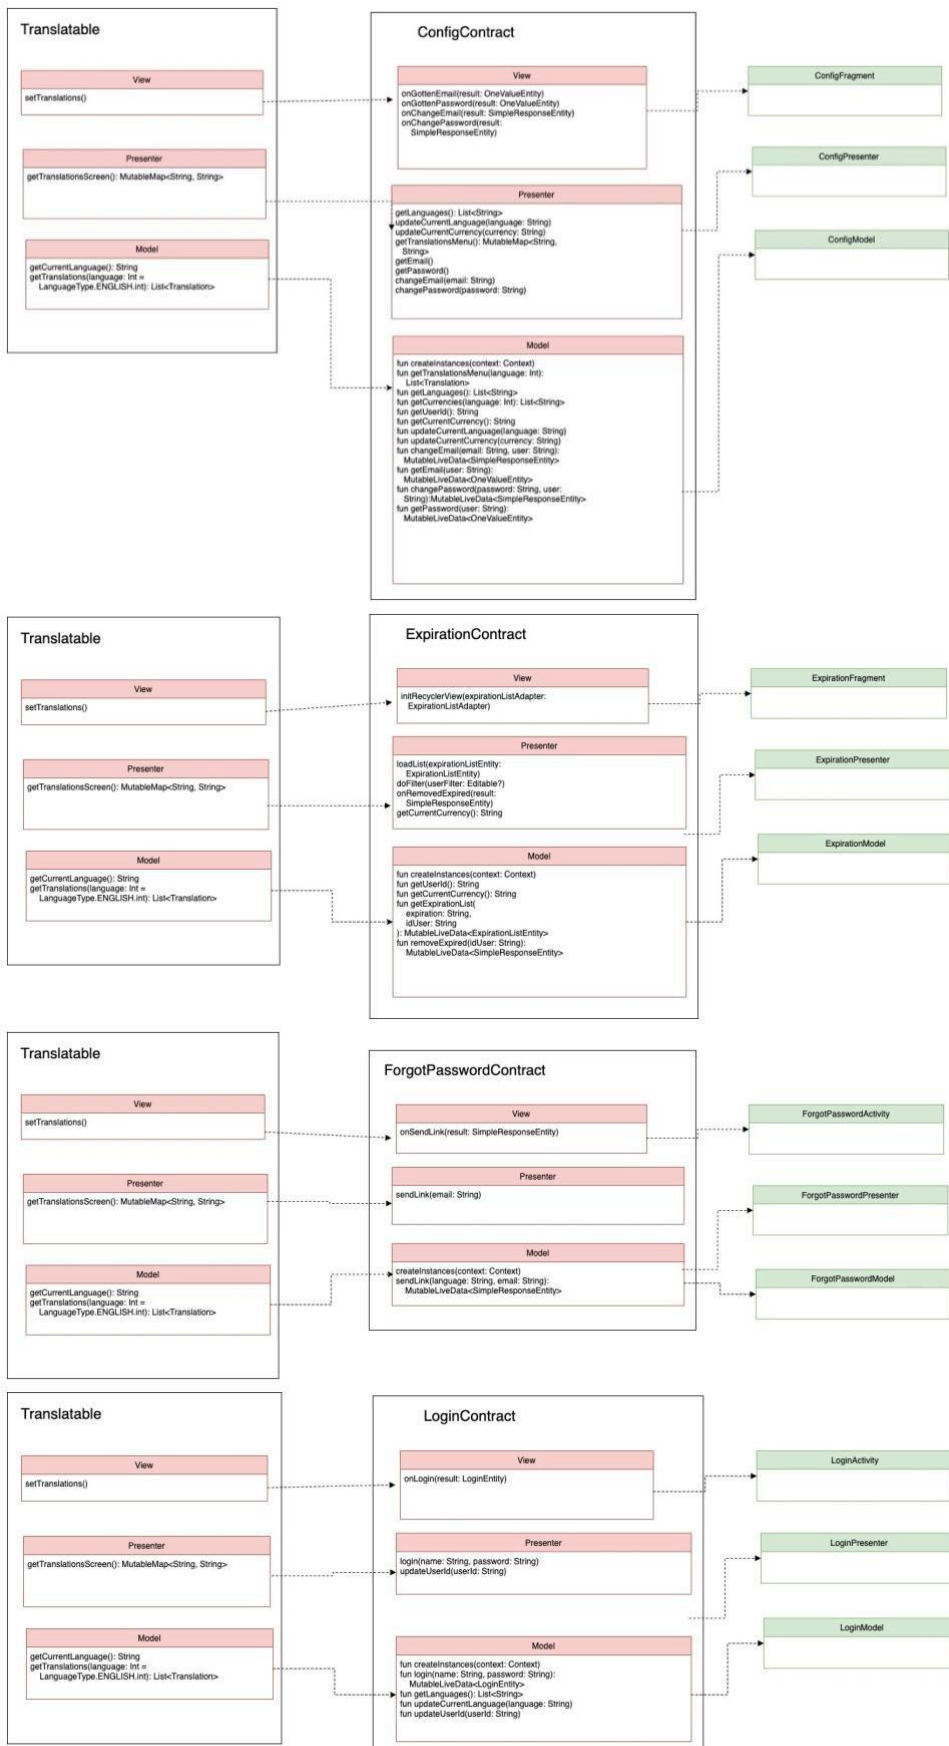 Translatable
View
setTranslations()
Presenter
getTranslationsScreen(): MutableMap<String, String>
Model
getCurrentLanguage(): String
getTranslations(language: Int =
LanguageType.ENGLISH.int): List<Translation>
ConfigContract
View
onGottenEmail(result: OneValueEntity)
onGottenPassword(result: OneValueEntity)
onChangeEmail(result: SimpleResponseEntity)
onChangePassword(result:
SimpleResponseEntity)
Presenter
getLanguages(): List<String>
updateCurrentLanguage(language: String)
updateCurrentCurrency(currency: String)
getTranslationsMenu(): MutableMap<String,
String>
getEmail()
getPassword()
changeEmail(email: String)
changePassword(password: String)
Model
fun createInstances(context: Context)
fun getTranslationsMenu(language: Int):
List<Translation>
fun getLanguages(): List<String>
fun getCurrencies(language: Int): List<String>
fun getUserId(): String
fun getCurrentCurrency(): String
fun updateCurrentLanguage(language: String)
fun updateCurrentCurrency(currency: String)
fun changeEmail(email: String, user: String):
MutableLiveData<SimpleResponseEntity>
fun getEmail(user: String):
MutableLiveData<OneValueEntity>
fun changePassword(password: String, user:
String):MutableLiveData<SimpleResponseEntity>
fun getPassword(user: String):
MutableLiveData<OneValueEntity>
ConfigFragment
ConfigPresenter
ConfigModel
Translatable
View
setTranslations()
Presenter
getTranslationsScreen(): MutableMap<String, String>
Model
getCurrentLanguage(): String
getTranslations(language: Int =
LanguageType.ENGLISH.int): List<Translation>
ExpirationContract
View
initRecyclerView(expirationListAdapter:
ExpirationListAdapter)
Presenter
loadList(expirationListEntity:
ExpirationListEntity)
doFilter(userFilter: Editable?)
onRemovedExpired(result:
SimpleResponseEntity)
getCurrentCurrency(): String
Model
fun createInstances(context: Context)
fun getUserId(): String
fun getCurrentCurrency(): String
fun getExpirationList(
expiration: String,
idUser: String
): MutableLiveData<ExpirationListEntity>
fun removeExpired(idUser: String):
MutableLiveData<SimpleResponseEntity>
ExpirationFragment
ExpirationPresenter
ExpirationModel
Translatable
View
setTranslations()
Presenter
getTranslationsScreen(): MutableMap<String, String>
Model
getCurrentLanguage(): String
getTranslations(language: Int =
LanguageType.ENGLISH.int): List<Translation>
ForgotPasswordContract
View
onSendLink(result: SimpleResponseEntity)
Presenter
sendLink(email: String)
Model
createInstances(context: Context)
sendLink(language: String, email: String):
MutableLiveData<SimpleResponseEntity>
ForgotPasswordActivity
ForgotPasswordPresenter
ForgotPasswordModel
Translatable
View
setTranslations()
Presenter
getTranslationsScreen(): MutableMap<String, String>
Model
getCurrentLanguage(): String
getTranslations(language: Int =
LanguageType.ENGLISH.int): List<Translation>
LoginContract
View
onLogin(result: LoginEntity)
Presenter
login(name: String, password: String)
updateUserId(userId: String)
Model
fun createInstances(context: Context)
fun login(name: String, password: String):
MutableLiveData<LoginEntity>
fun getLanguages(): List<String>
fun updateCurrentLanguage(language: String)
fun updateUserId(userId: String)
LoginActivity
LoginPresenter
LoginModel